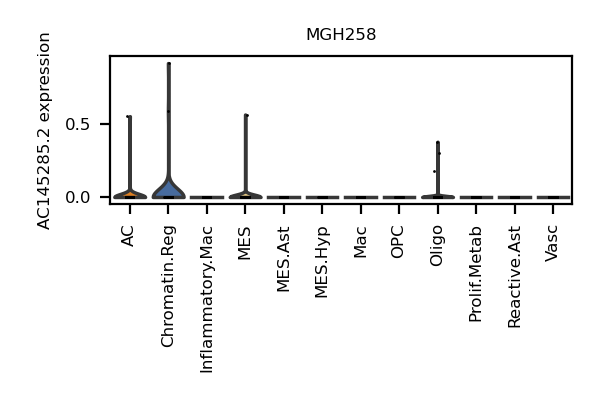 MGH258
AC145285.2 expression
0.5
0.0
AC
Chromatin.Reg
Inflammatory.Mac
MES
MES.Ast
MES.Hyp
Mac
OPC
Oligo
Prolif.Metab
Reactive.Ast
Vasc